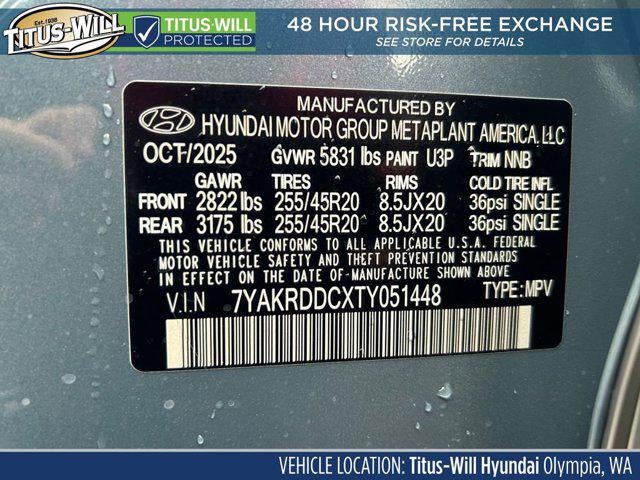 Est. 1938
TITUS-WILL
TITUS-WILL
PROTECTED
48 HOUR RISK-FREE EXCHANGE
SEE STORE FOR DETAILS
MANUFACTURED BY
HYUNDAI MOTOR GROUP METAPLANT AMERICA, LLC
OCT/2025 GVWR 5831 lbs PAINT U3P TRIM NNB
GAWR TIRES RIMS COLD TIRE INFL
FRONT 2822 lbs 255/45R20 8.5JX20 36psi SINGLE
REAR 3175 lbs 255/45R20 8.5JX20 36psi SINGLE
THIS VEHICLE CONFORMS TO ALL APPLICABLE U.S.A. FEDERAL
MOTOR VEHICLE SAFETY AND THEFT PREVENTION STANDARDS
IN EFFECT ON THE DATE OF MANUFACTURE SHOWN ABOVE.
V.I.N 7YAKRDDCXTY051448 TYPE: MPV
VEHICLE LOCATION: Titus-Will Hyundai Olympia, WA